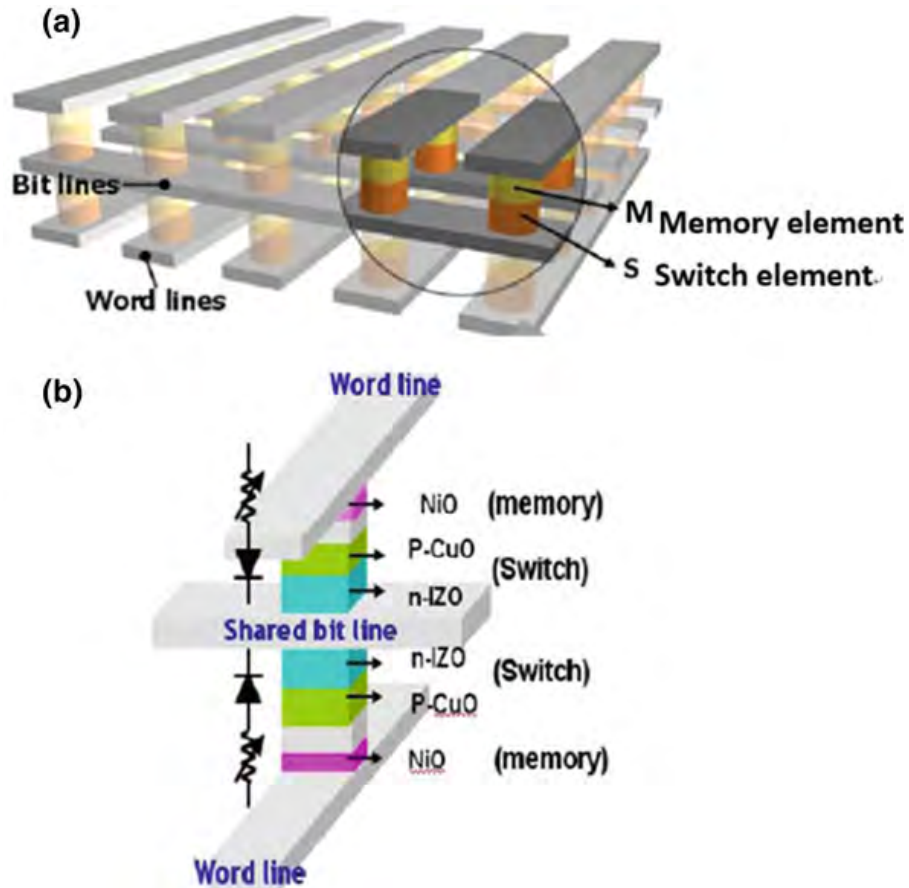 (a)
Bit lines
M Memory element
S Switch element
Word lines
(b)
Word line
NiO (memory)
P-CuO
(Switch)
n-IZO
Shared bit line
n-IZO
(Switch)
P-CuO
NiO (memory)
Word line